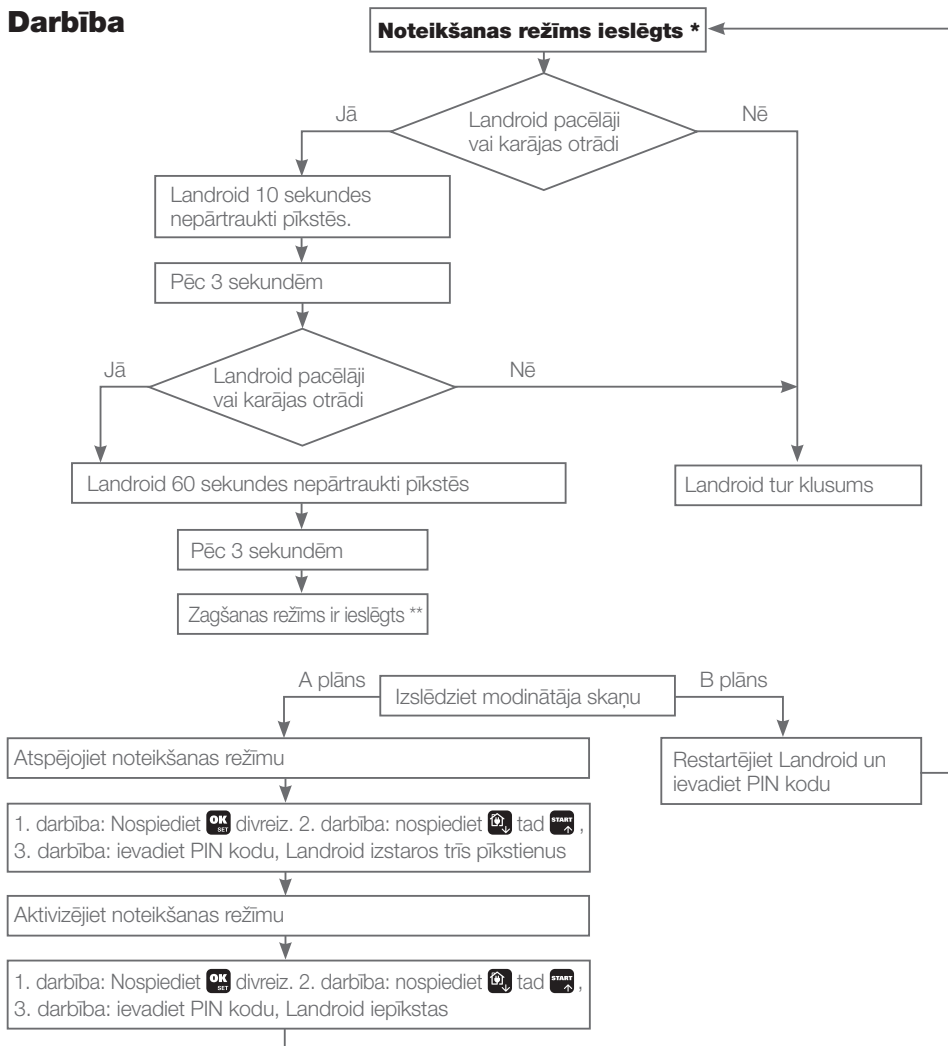 Darbība
Noteikšanas režīms ieslēgts *
Jā
Landroid pacēlāji
vai karājas otrādi
Nē
Landroid 10 sekundes
nepārtraukti pīkstēs.
Pēc 3 sekundēm
Jā
Landroid pacēlāji
vai karājas otrādi
Nē
Landroid 60 sekundes nepārtraukti pīkstēs
Landroid tur klusums
Pēc 3 sekundēm
Zagšanas režīms ir ieslēgts **
A plāns
Izslēdziet modinātāja skaņu
B plāns
Atspējojiet noteikšanas režīmu
Restartējiet Landroid un
ievadiet PIN kodu
1. darbība: Nospiediet OK SET divreiz. 2. darbība: nospiediet tad START ,
3. darbība: ievadiet PIN kodu, Landroid izstaros trīs pīkstienus
Aktivizējiet noteikšanas režīmu
1. darbība: Nospiediet OK SET divreiz. 2. darbība: nospiediet tad START ,
3. darbība: ievadiet PIN kodu, Landroid iepīkstas